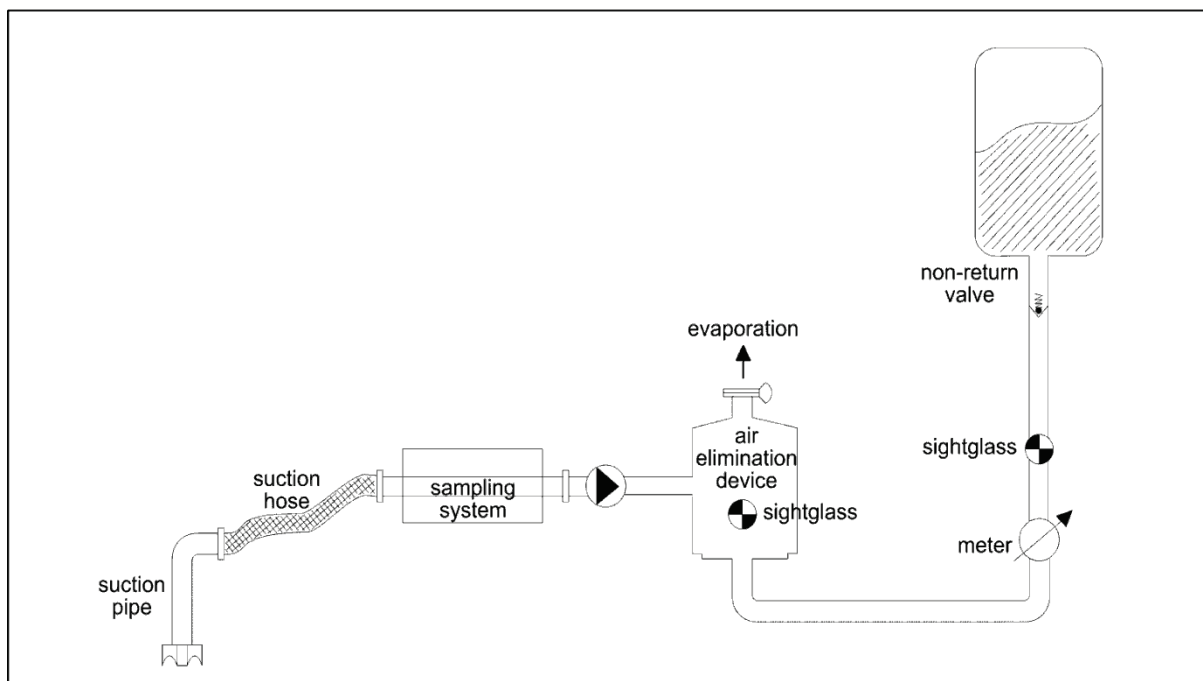 non-return
valve
evaporation
air
elimination
device
sightglass
sightglass
meter
suction
hose
sampling
system
suction
pipe